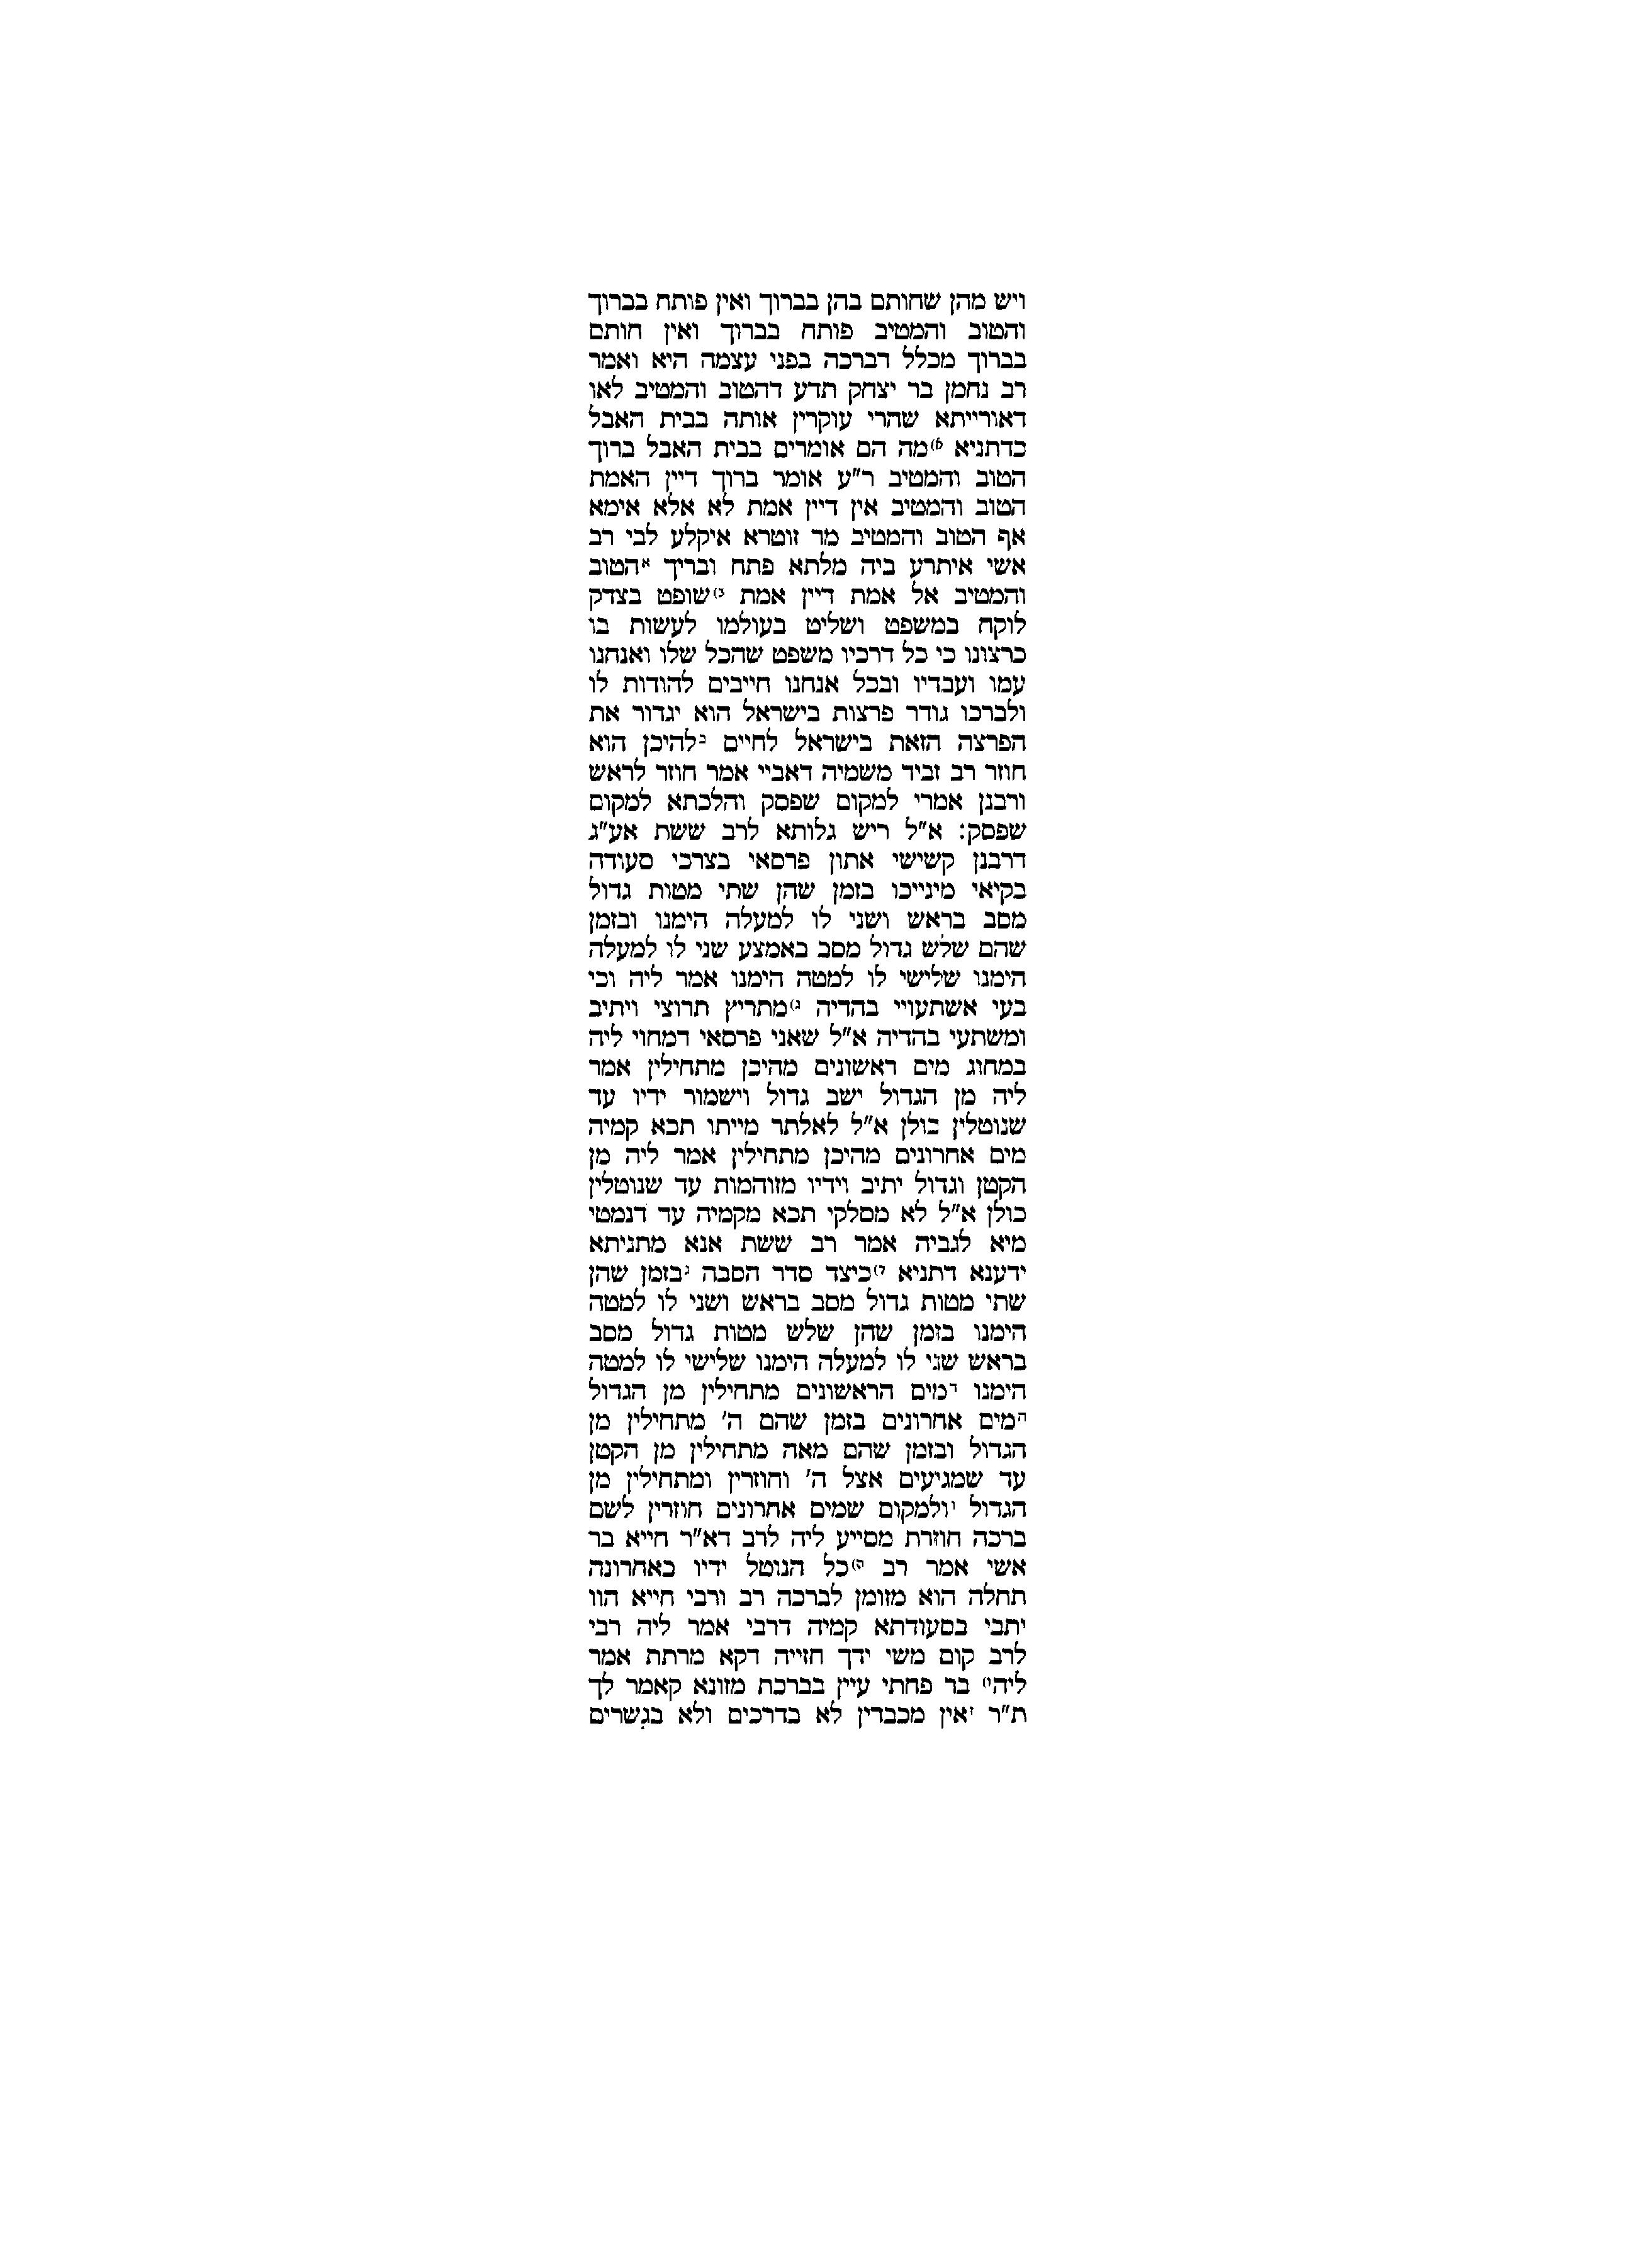 ויש מהן שחותם בהן בברוך ואין פותח בברוך
והטוב והמטיב פותח בברוך ואין חותם
בברוך מכלל דברכה בפני עצמה היא ואמר
רב נחמן בר יצחק תדע דהטוב והמטיב לאו
דאורייתא שהרי עוקרין אותה בבית האבל
כדתניא א) מה הם אומרים בבית האבל ברוך
הטוב והמטיב ר"ע אומר ברוך דיין האמת
הטוב והמטיב אין דיין אמת לא אלא אימא
אף הטוב והמטיב מר זוטרא איקלע לבי רב
אשי איתרע ביה מלתא פתח ובריך א הטוב
והמטיב אל אמת דיין אמת ב) שופט בצדק
לוקח במשפט ושליט בעולמו לעשות בו
כרצונו כי כל דרכיו משפט שהכל שלו ואנחנו
עמו ועבדיו ובכל אנחנו חייבים להודות לו
ולברכו גודר פרצות בישראל הוא יגדור את
הפרצה הזאת בישראל לחיים ב להיכן הוא
חוזר רב זביד משמיה דאביי אמר חוזר לראש
ורבנן אמרי למקום שפסק והלכתא למקום
שפסק: א"ל ריש גלותא לרב ששת אע"ג
דרבנן קשישי אתון פרסאי בצרכי סעודה
בקיאי מינייכו בזמן שהן שתי מטות גדול
מסב בראש ושני לו למעלה הימנו ובזמן
שהם שלש גדול מסב באמצע שני לו למעלה
הימנו שלישי לו למטה הימנו אמר ליה וכי
בעי אשתעויי בהדיה ג) מתריץ תרוצי ויתיב
ומשתעי בהדיה א"ל שאני פרסאי דמחוי ליה
במחוג מים ראשונים מהיכן מתחילין אמר
ליה מן הגדול ישב גדול וישמור ידיו עד
שנוטלין כולן א"ל לאלתר מייתו תכא קמיה
מים אחרונים מהיכן מתחילין אמר ליה מן
הקטן וגדול יתיב וידיו מזוהמות עד שנוטלין
כולן א"ל לא מסלקי תכא מקמיה עד דנמטי
מיא לגביה אמר רב ששת אנא מתניתא
ידענא דתניא ד) כיצד סדר הסבה ג בזמן שהן
שתי מטות גדול מסב בראש ושני לו למטה
הימנו בזמן שהן שלש מטות גדול מסב
בראש שני לו למעלה הימנו שלישי לו למטה
הימנו ד מים הראשונים מתחילין מן הגדול
ה מים אחרונים בזמן שהם ה' מתחילין מן
הגדול ובזמן שהם מאה מתחילין מן הקטן
עד שמגיעים אצל ה' וחוזרין ומתחילין מן
הגדול ו ולמקום שמים אחרונים חוזרין לשם
ברכה חוזרת מסייע ליה לרב דא"ר חייא בר
אשי אמר רב ה) כל הנוטל ידיו באחרונה
תחלה הוא מזומן לברכה רב ורבי חייא הוו
יתבי בסעודתא קמיה דרבי אמר ליה רבי
לרב קום משי ידך חזייה דקא מרתת אמר
ליה ו) בר פחתי עיין בברכת מזונא קאמר לך
ת"ר ז אין מכבדין לא בדרכים ולא בגשרים